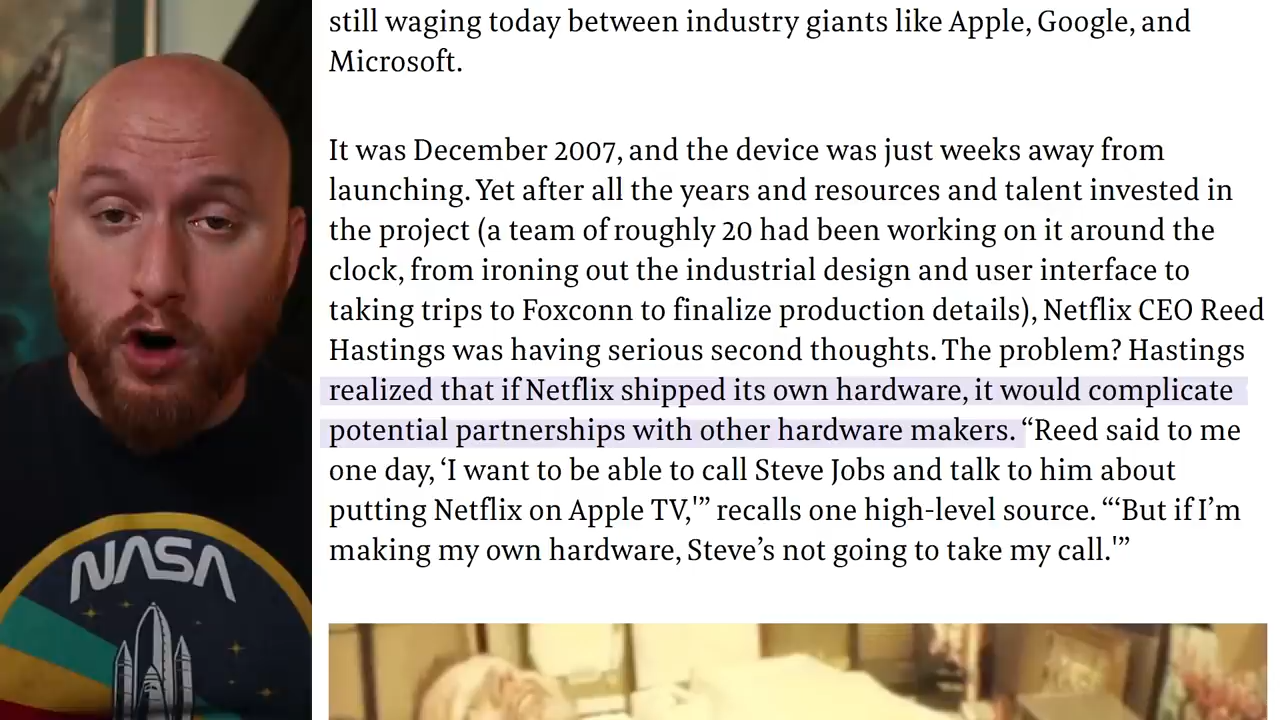 still waging today between industry giants like Apple, Google, and
Microsoft.
It was December 2007, and the device was just weeks away from
launching. Yet after all the years and resources and talent invested in
the project (a team of roughly 20 had been working on it around the
clock, from ironing out the industrial design and user interface to
taking trips to Foxconn to finalize production details), Netflix CEO Reed
Hastings was having serious second thoughts. The problem? Hastings
realized that if Netflix shipped its own hardware, it would complicate
potential partnerships with other hardware makers. “Reed said to me
one day, ‘I want to be able to call Steve Jobs and talk to him about
putting Netflix on Apple TV,'” recalls one high-level source. “‘But if I’m
making my own hardware, Steve’s not going to take my call.'”
NASA